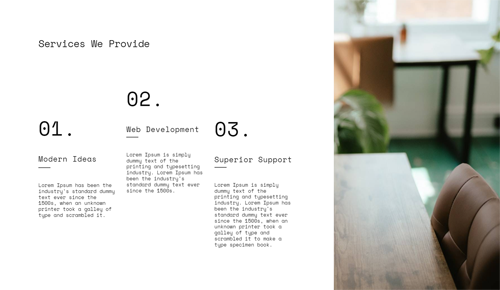 Services We Provide
01.
Modern Ideas
Lorem Ipsum has been the
industry's standard dummy
text ever since the
1500s, when an unknown
printer took a galley of
type and scrambled it.
02.
Web Development
Lorem Ipsum is simply
dummy text of the
printing and typesetting
industry. Lorem Ipsum has
been the industry's
standard dummy text ever
since the 1500s.
03.
Superior Support
Lorem Ipsum is simply
dummy text of the
printing and typesetting
industry. Lorem Ipsum has
been the industry's
standard dummy text ever
since the 1500s, when an
unknown printer took a
galley of type and
scrambled it to make a
type specimen book.